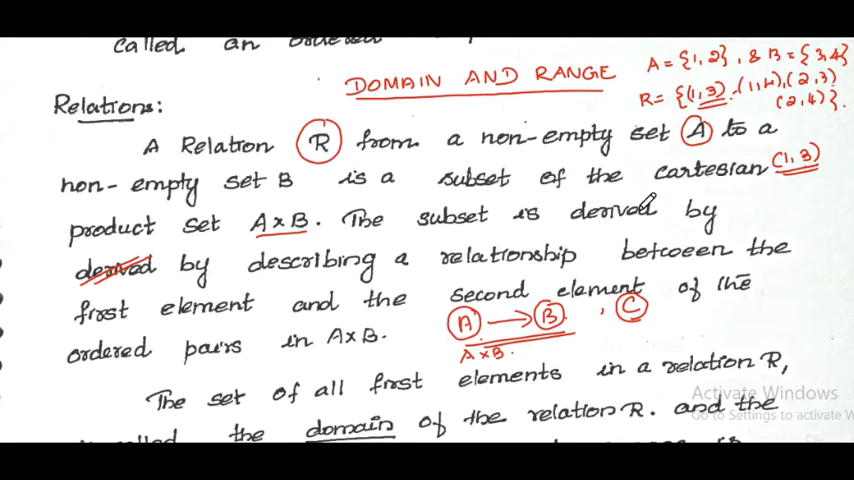 called an ordered
DOMAIN AND RANGE
A = {1, 2}, & B = {3, 4}
R = {(1, 3), (1, 4), (2, 3)
(2, 4)}.
Relations:
A Relation R from a non-empty set A to a
non-empty set B is a subset of the cartesian (1, 3)
product set A×B. The subset is derived by
derived by describing a relationship between the
first element and the second element of the
ordered pairs in A×B.
A → B , C
A×B.
The set of all first elements in a relation R,
the domain of the relation R. and the
Activate Windows
Go to Settings to activate W